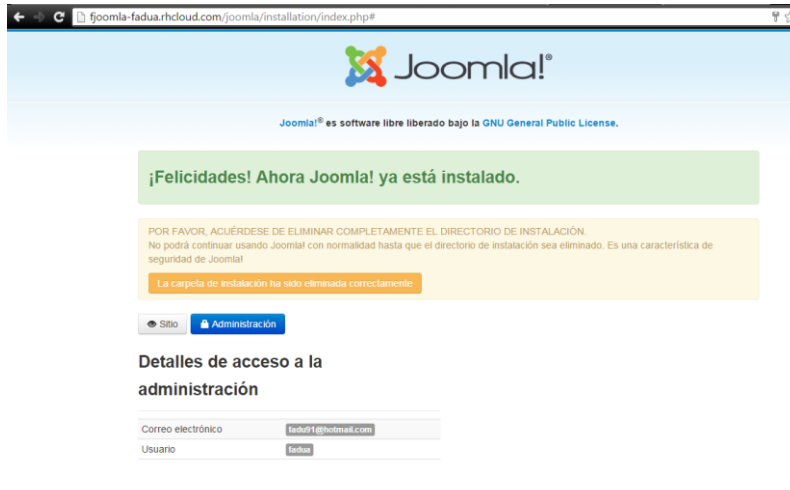 fjoomla-fadua.rhcloud.com/joomla/installation/index.php#
Joomla!®
Joomla!® es software libre liberado bajo la GNU General Public License.
¡Felicidades! Ahora Joomla! ya está instalado.
POR FAVOR, ACUÉRDESE DE ELIMINAR COMPLETAMENTE EL DIRECTORIO DE INSTALACIÓN.
No podrá continuar usando Joomla! con normalidad hasta que el directorio de instalación sea eliminado. Es una característica de
seguridad de Joomla!
La carpeta de instalación ha sido eliminada correctamente
Sitio Administración
Detalles de acceso a la
administración
Correo electrónico fadu91@hotmail.com
Usuario fadua